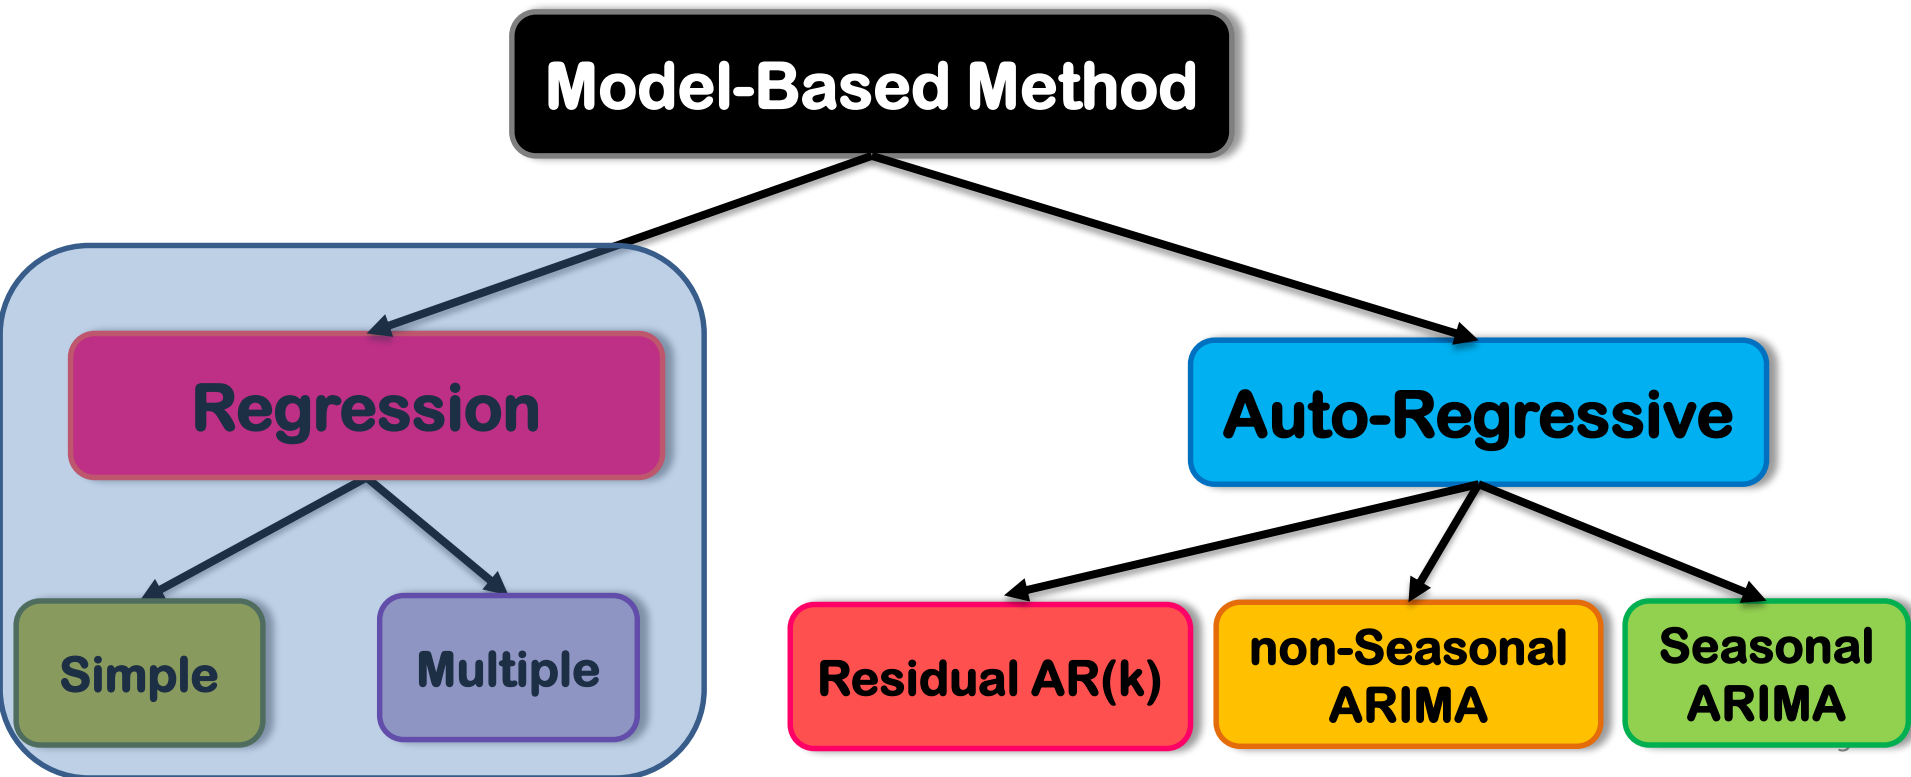 Model-Based Method
Regression
Auto-Regressive
Simple
Multiple
Residual AR(k)
non-Seasonal
ARIMA
Seasonal
ARIMA